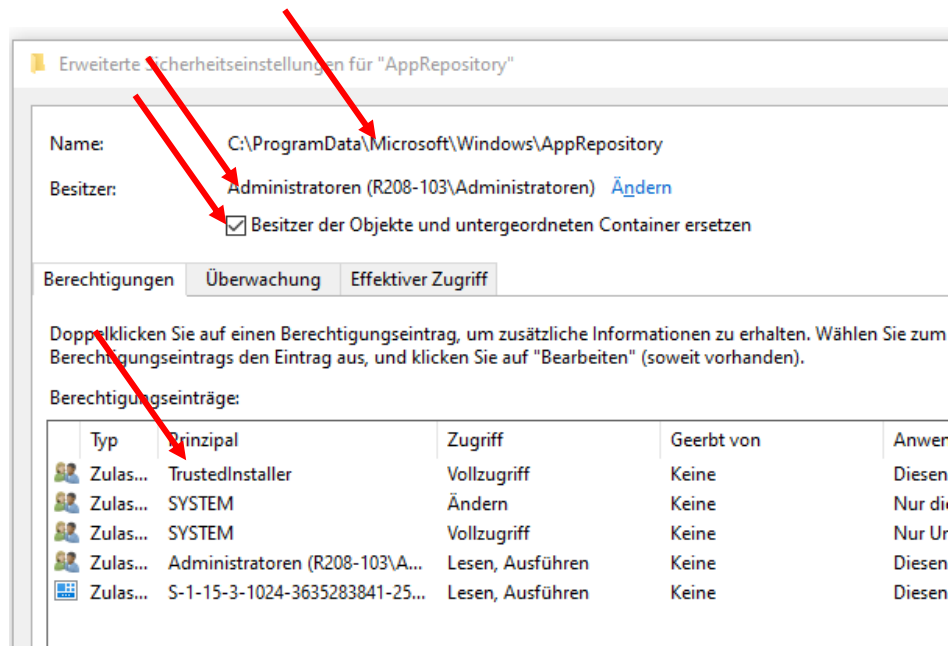 Erweiterte Sicherheitseinstellungen für "AppRepository"
Name: C:\ProgramData\Microsoft\Windows\AppRepository
Besitzer: Administratoren (R208-103\Administratoren) Ändern
Besitzer der Objekte und untergeordneten Container ersetzen
Berechtigungen Überwachung Effektiver Zugriff
Doppelklicken Sie auf einen Berechtigungseintrag, um zusätzliche Informationen zu erhalten. Wählen Sie zum
Berechtigungseintrags den Eintrag aus, und klicken Sie auf "Bearbeiten" (soweit vorhanden).
Berechtigungseinträge:
Typ Prinzipal Zugriff Geerbt von Anwen
Zulas... TrustedInstaller Vollzugriff Keine Diesen
Zulas... SYSTEM Ändern Keine Nur die
Zulas... SYSTEM Vollzugriff Keine Nur Un
Zulas... Administratoren (R208-103\A... Lesen, Ausführen Keine Diesen
Zulas... S-1-15-3-1024-3635283841-25... Lesen, Ausführen Keine Diesen